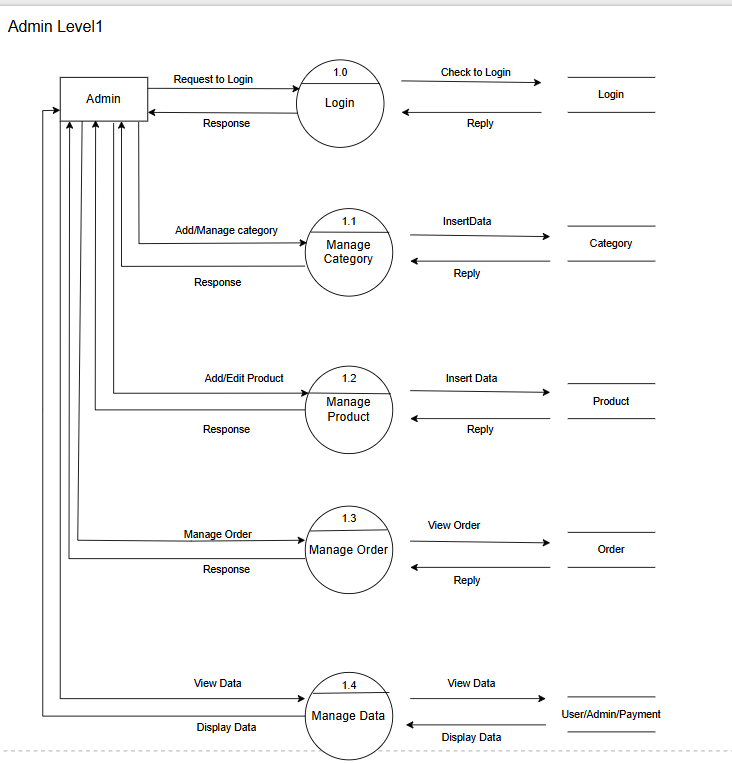 Admin Level1
1.0
Request to Login
Check to Login
Admin
Login
Login
Response
Reply
1.1
InsertData
Add/Manage category
Manage
Category
Category
Reply
Response
1.2
Add/Edit Product
Insert Data
Manage
Product
Product
Response
Reply
1.3
View Order
Manage Order
Manage Order
Order
Response
Reply
1.4
View Data
View Data
Manage Data
User/Admin/Payment
Display Data
Display Data